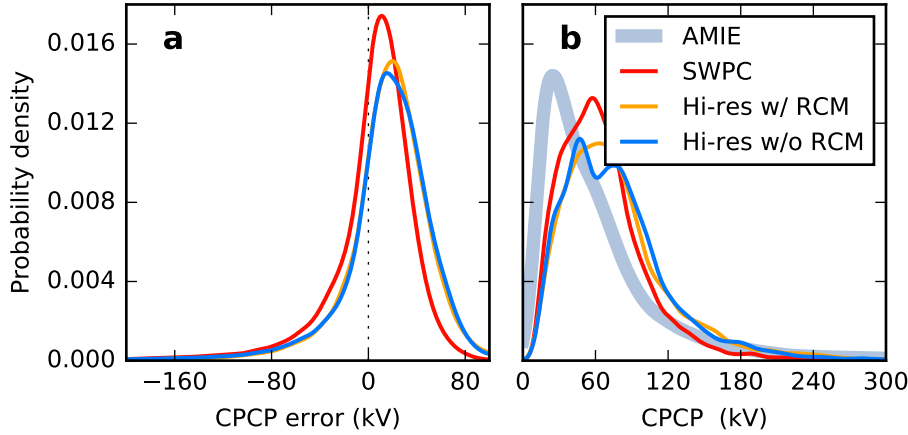 a
b
AMIE
SWPC
Hi-res w/ RCM
Hi-res w/o RCM
Probability density
0.016
0.012
0.008
0.004
0.000
−160 −80 0 80
0 60 120 180 240 300
CPCP error (kV)
CPCP (kV)